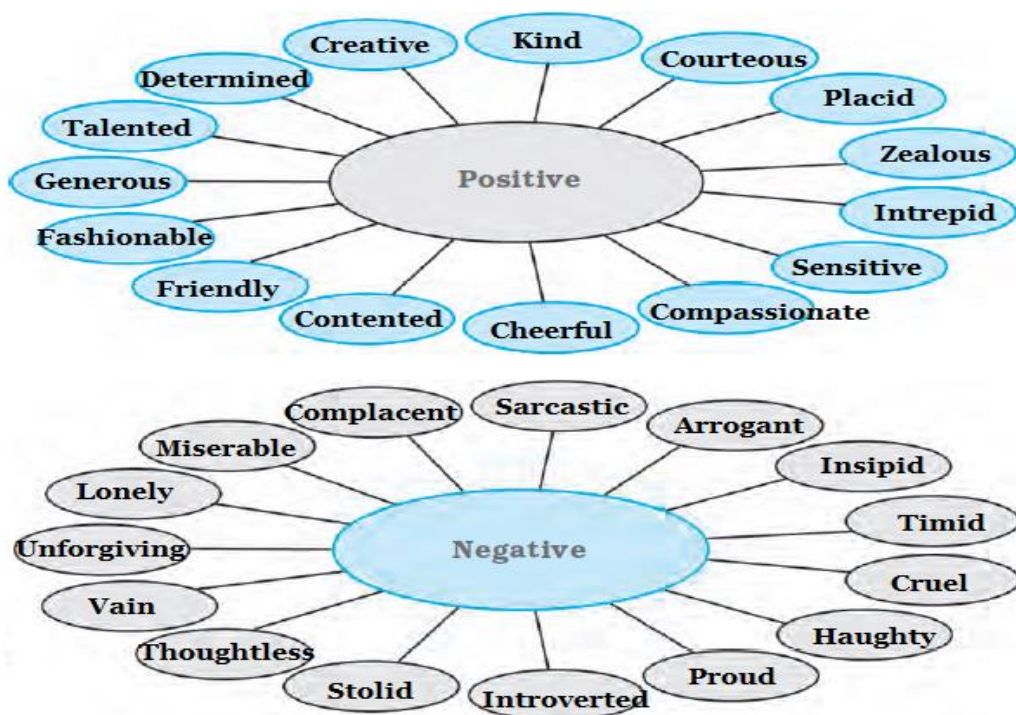 Creative
Kind
Courteous
Determined
Placid
Talented
Zealous
Positive
Generous
Intrepid
Fashionable
Sensitive
Friendly
Compassionate
Contented
Cheerful
Complacent
Sarcastic
Arrogant
Miserable
Insipid
Lonely
Timid
Unforgiving
Negative
Cruel
Vain
Haughty
Thoughtless
Proud
Stolid
Introverted